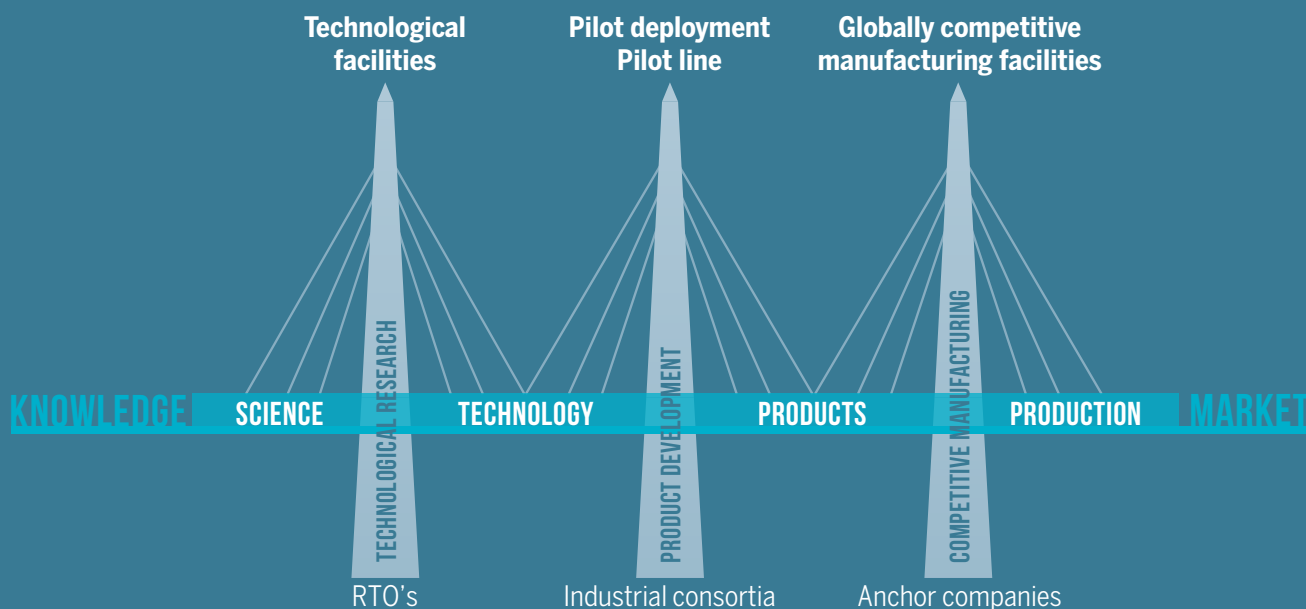 Technological
facilities
Pilot deployment
Pilot line
Globally competitive
manufacturing facilities
TECHNOLOGICAL RESEARCH
PRODUCT DEVELOPMENT
COMPETITIVE MANUFACTURING
KNOWLEDGE
SCIENCE
TECHNOLOGY
PRODUCTS
PRODUCTION
MARKET
RTO's
Industrial consortia
Anchor companies